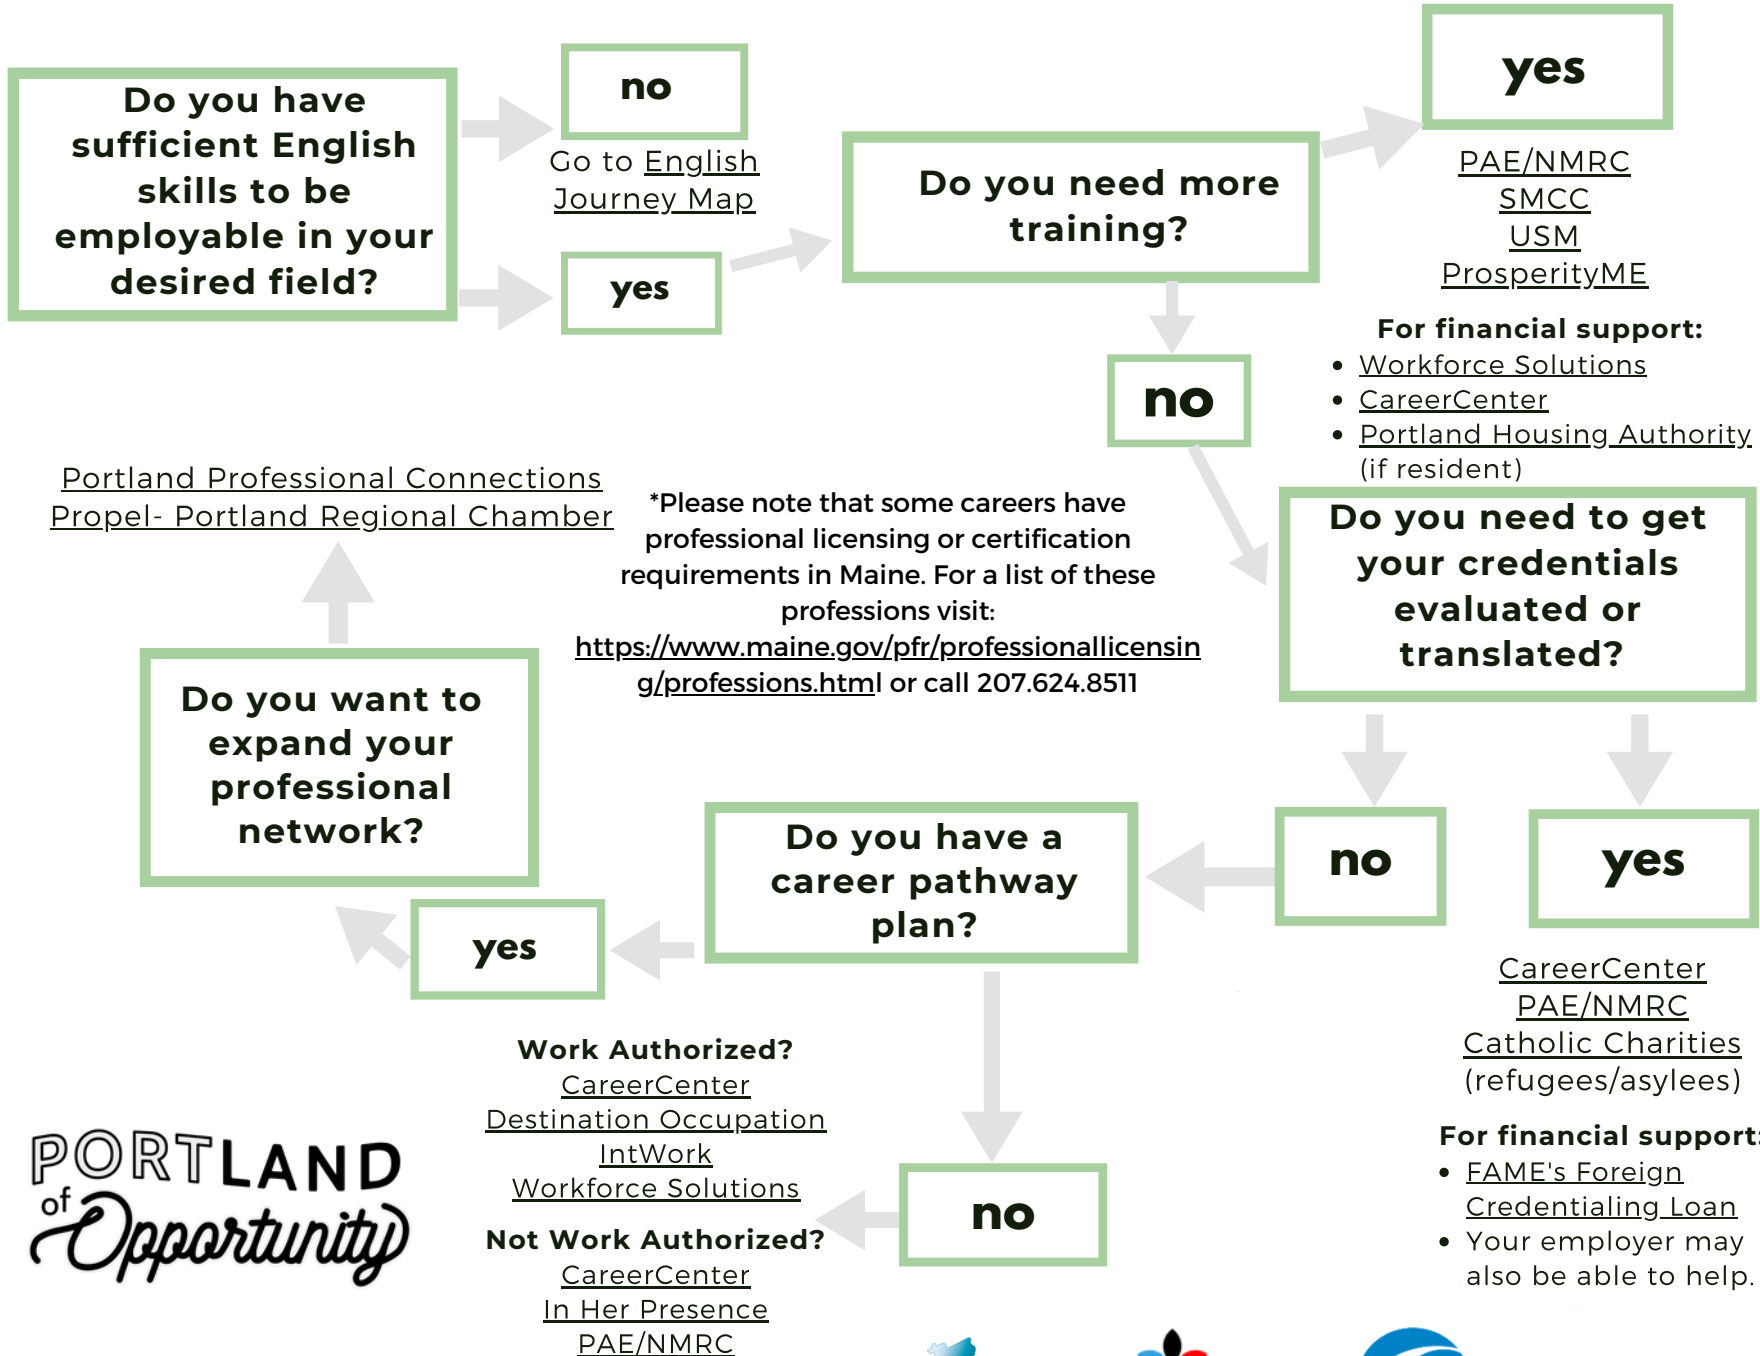 Do you have
sufficient English
skills to be
employable in your
desired field?
no
Go to English
Journey Map
yes
Do you need more
training?
yes
PAE/NMRC
SMCC
USM
ProsperityME
For financial support:
• Workforce Solutions
• CareerCenter
• Portland Housing Authority
(if resident)
no
Do you need to get
your credentials
evaluated or
translated?
no
yes
CareerCenter
PAE/NMRC
Catholic Charities
(refugees/asylees)
For financial support:
• FAME's Foreign
Credentialing Loan
• Your employer may
also be able to help.
Do you have a
career pathway
plan?
yes
no
Work Authorized?
CareerCenter
Destination Occupation
IntWork
Workforce Solutions
Not Work Authorized?
CareerCenter
In Her Presence
PAE/NMRC
Do you want to
expand your
professional
network?
Portland Professional Connections
Propel- Portland Regional Chamber
*Please note that some careers have
professional licensing or certification
requirements in Maine. For a list of these
professions visit:
https://www.maine.gov/pfr/professionallicensin
g/professions.html or call 207.624.8511
PORTLAND
of
Opportunity